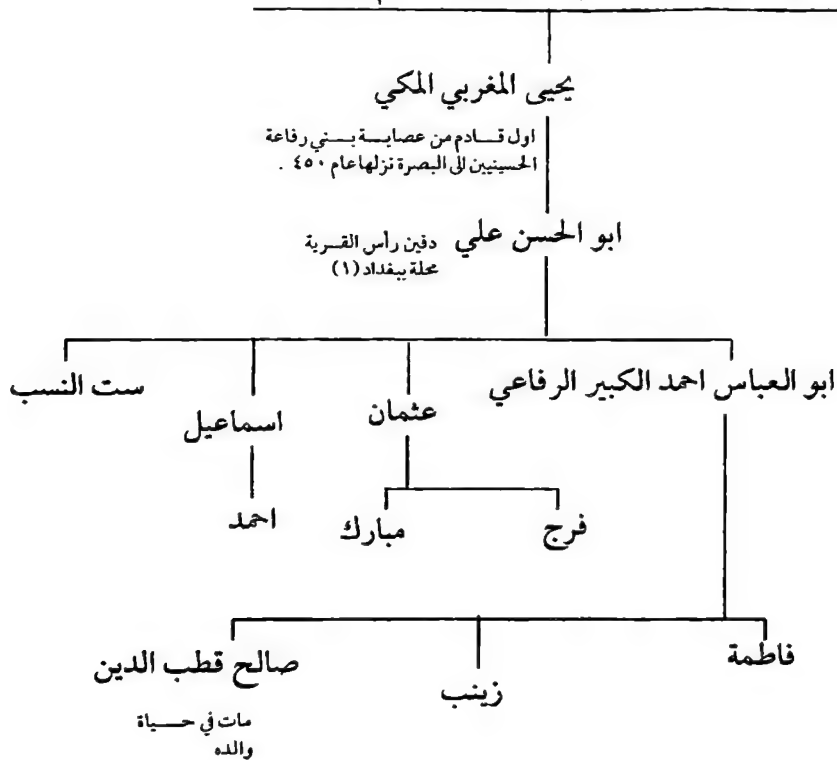 يحيى المغربي المكي
اول قادم من عصابة بني رفاعة
الحسينيين الى البصرة نزلها عام ٤٥٠ .
ابو الحسن علي
دفين رأس القرية
محلة ببغداد (١)
ابو العباس احمد الكبير الرفاعي
عثمان
اسماعيل
ست النسب
فرج
مبارك
احمد
فاطمة
زينب
صالح قطب الدين
مات في حياة
والده